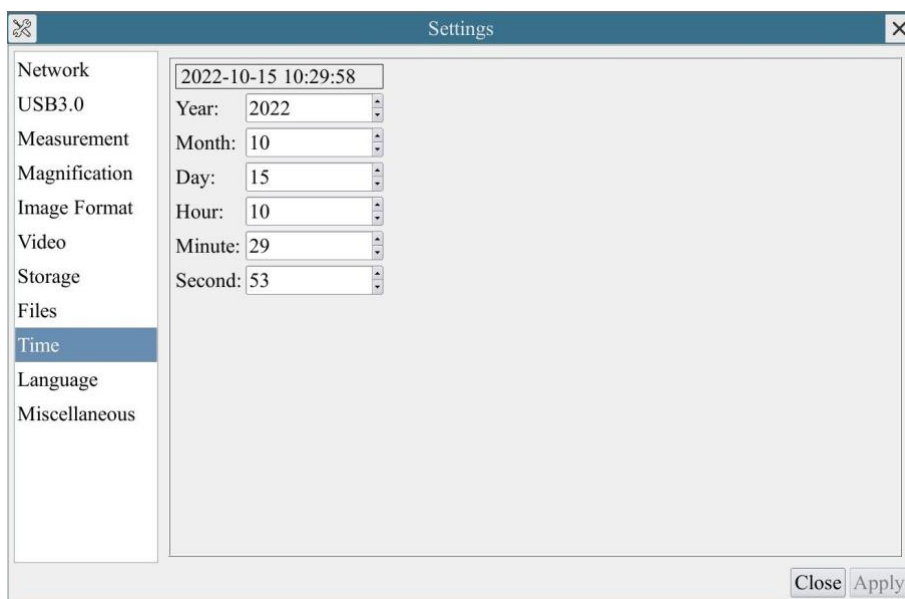 Settings
Network
USB3.0
Measurement
Magnification
Image Format
Video
Storage
Files
Time
Language
Miscellaneous
2022-10-15 10:29:58
Year: 2022
Month: 10
Day: 15
Hour: 10
Minute: 29
Second: 53
Close Apply